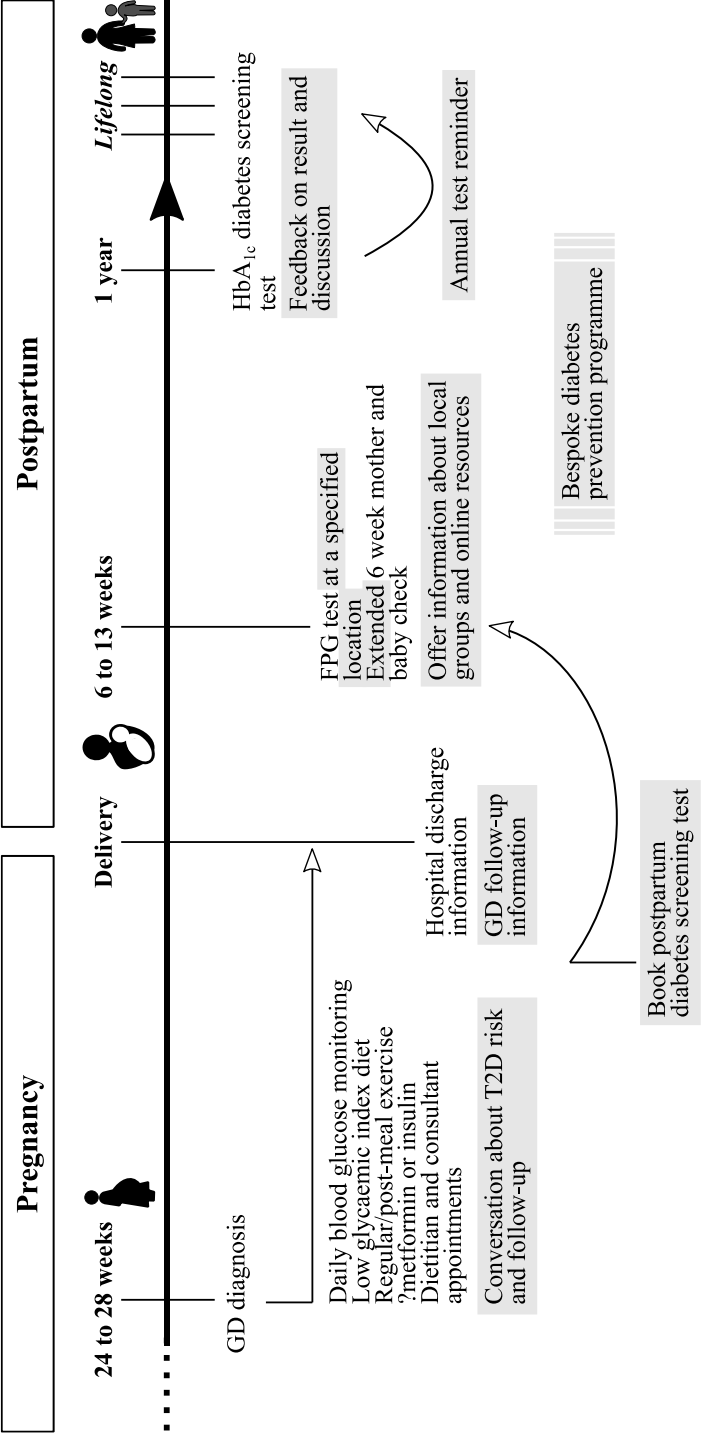 Pregnancy
Postpartum
24 to 28 weeks
Delivery
6 to 13 weeks
1 year
Lifelong
GD diagnosis
Daily blood glucose monitoring
Low glycaemic index diet
Regular/post-meal exercise
?metformin or insulin
Dietitian and consultant
appointments
Conversation about T2D risk
and follow-up
Hospital discharge
information
GD follow-up
information
Book postpartum
diabetes screening test
FPG test at a specified
location
Extended 6 week mother and
baby check
Offer information about local
groups and online resources
HbA1c diabetes screening
test
Feedback on result and
discussion
Annual test reminder
Bespoke diabetes
prevention programme